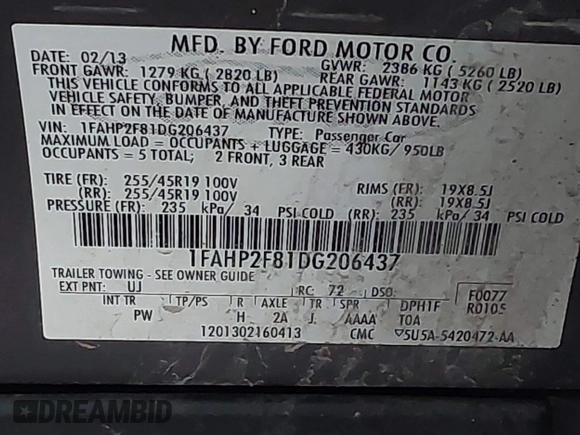 MFD. BY FORD MOTOR CO.
DATE: 02/13 GVWR: 2386 KG ( 5260 LB)
FRONT GAWR: 1279 KG ( 2820 LB) REAR GAWR: 1143 KG ( 2520 LB)
THIS VEHICLE CONFORMS TO ALL APPLICABLE FEDERAL MOTOR
VEHICLE SAFETY, BUMPER, AND THEFT PREVENTION STANDARDS
IN EFFECT ON THE DATE OF MANUFACTURE SHOWN ABOVE.
VIN: 1FAHP2F81DG206437 TYPE: Passenger Car
MAXIMUM LOAD = OCCUPANTS + LUGGAGE = 430KG/950LB
OCCUPANTS = 5 TOTAL; 2 FRONT, 3 REAR
TIRE (FR): 255/45R19 100V RIMS (FR): 19X8.5J
(RR): 255/45R19 100V (RR): 19X8.5J
PRESSURE (FR): 235 kPa/ 34 PSI COLD (RR): 235 kPa/ 34 PSI COLD
1FAHP2F81DG206437
TRAILER TOWING - SEE OWNER GUIDE
EXT PNT: UJ RC: 72 DSO: F0077
INT TR TP/PS R AXLE TR SPR DPH1F R0105
PW H 2A J AAAA TOA
1201302160413 CMC 5U5A-5420472-AA
DREAMBID